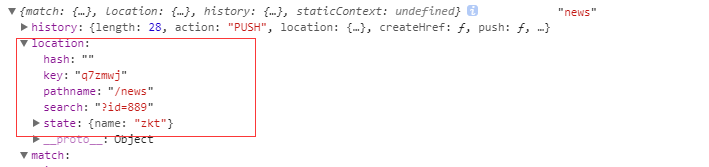 ▼{match: {…}, location: {…}, history: {…}, staticContext: undefined} i "news"
▶history: {length: 28, action: "PUSH", location: {…}, createHref: ƒ, push: ƒ, …}
▼location:
hash: ""
key: "q7zmwj"
pathname: "/news"
search: "?id=889"
▶state: {name: "zkt"}
▶__proto__: Object
▼match: